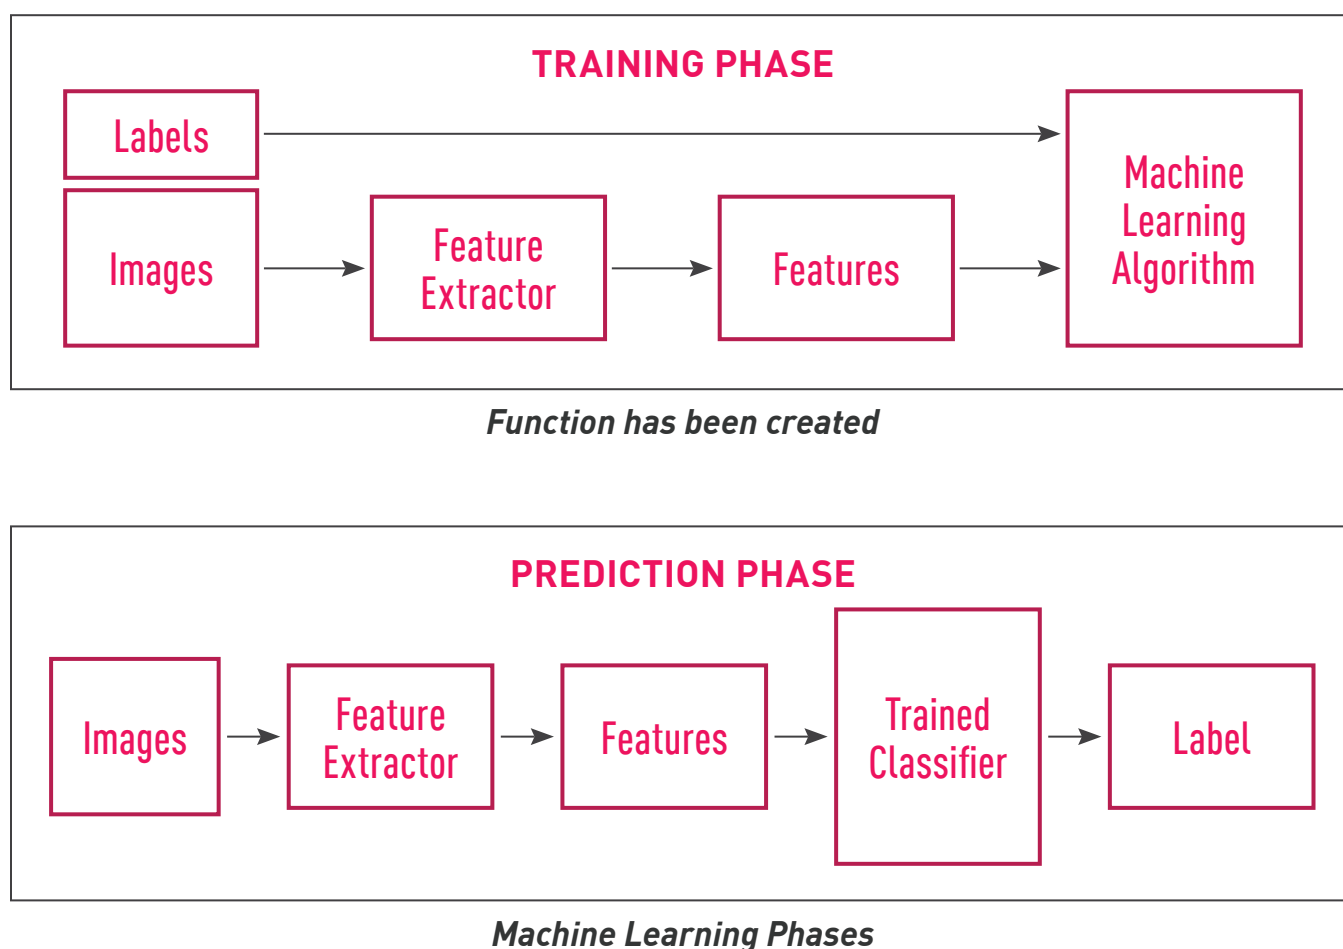 TRAINING PHASE
Labels
Images
Feature
Extractor
Features
Machine
Learning
Algorithm
Function has been created
PREDICTION PHASE
Images
Feature
Extractor
Features
Trained
Classifier
Label
Machine Learning Phases